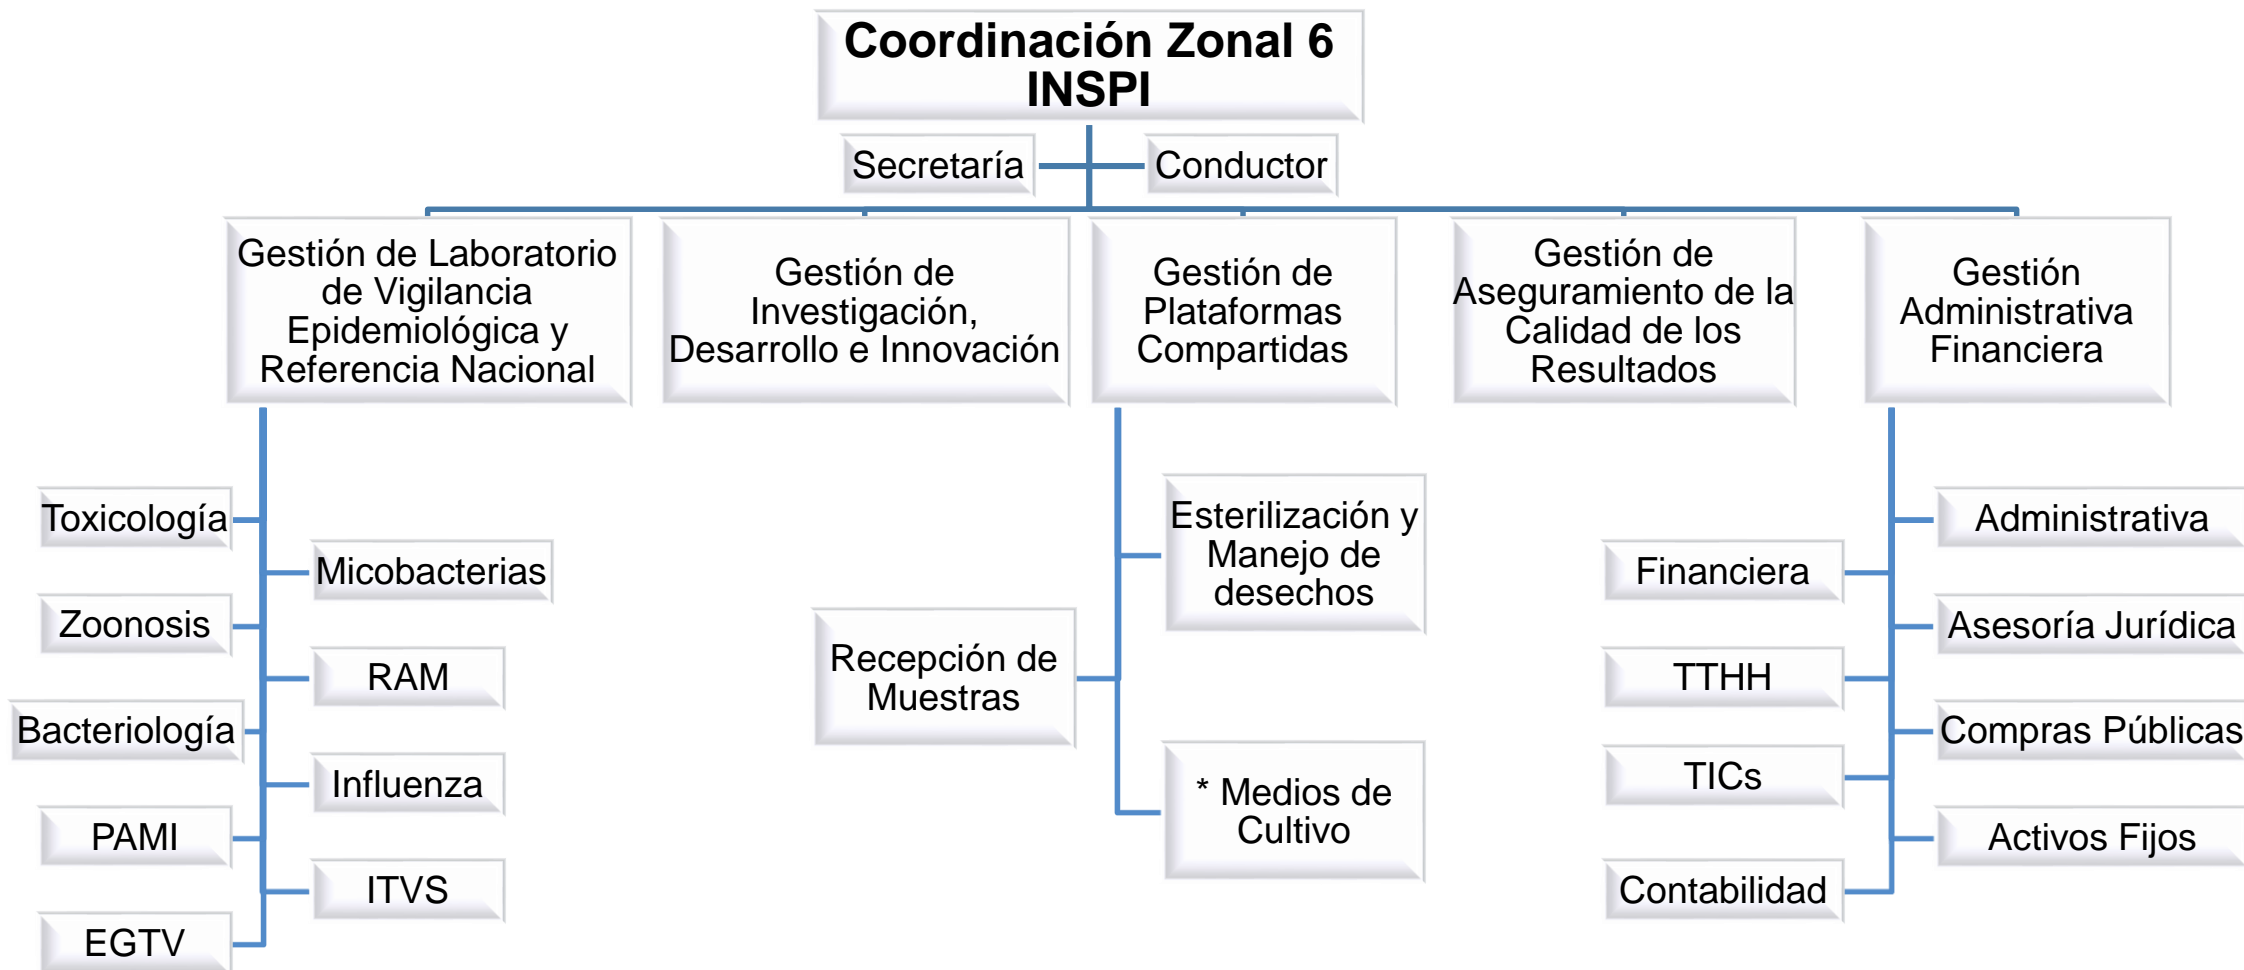 Coordinación Zonal 6
INSPI
Secretaría
Conductor
Gestión de Laboratorio
de Vigilancia
Epidemiológica y
Referencia Nacional
Gestión de
Investigación,
Desarrollo e Innovación
Gestión de
Plataformas
Compartidas
Gestión de
Aseguramiento de la
Calidad de los
Resultados
Gestión
Administrativa
Financiera
Toxicología
Micobacterias
Zoonosis
RAM
Bacteriología
Influenza
PAMI
ITVS
EGTV
Esterilización y
Manejo de
desechos
Recepción de
Muestras
* Medios de
Cultivo
Administrativa
Financiera
Asesoría Jurídica
TTHH
Compras Públicas
TICs
Activos Fijos
Contabilidad